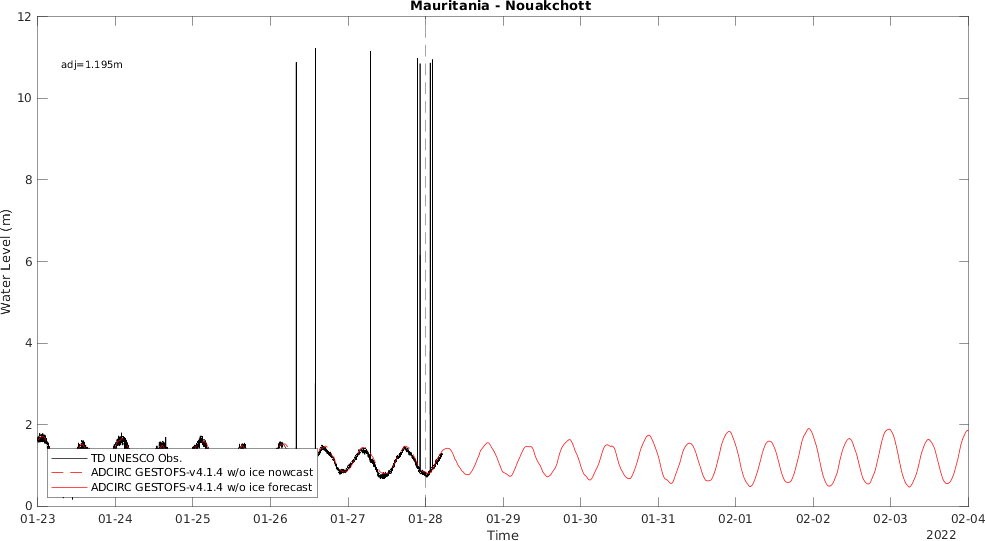 Mauritania - Nouakchott
12
10
8
6
4
2
0
Water Level (m)
adj=1.195m
TD UNESCO Obs.
ADCIRC GESTOFS-v4.1.4 w/o ice nowcast
ADCIRC GESTOFS-v4.1.4 w/o ice forecast
01-23 01-24 01-25 01-26 01-27 01-28 01-29 01-30 01-31 02-01 02-02 02-03 02-04
Time
2022